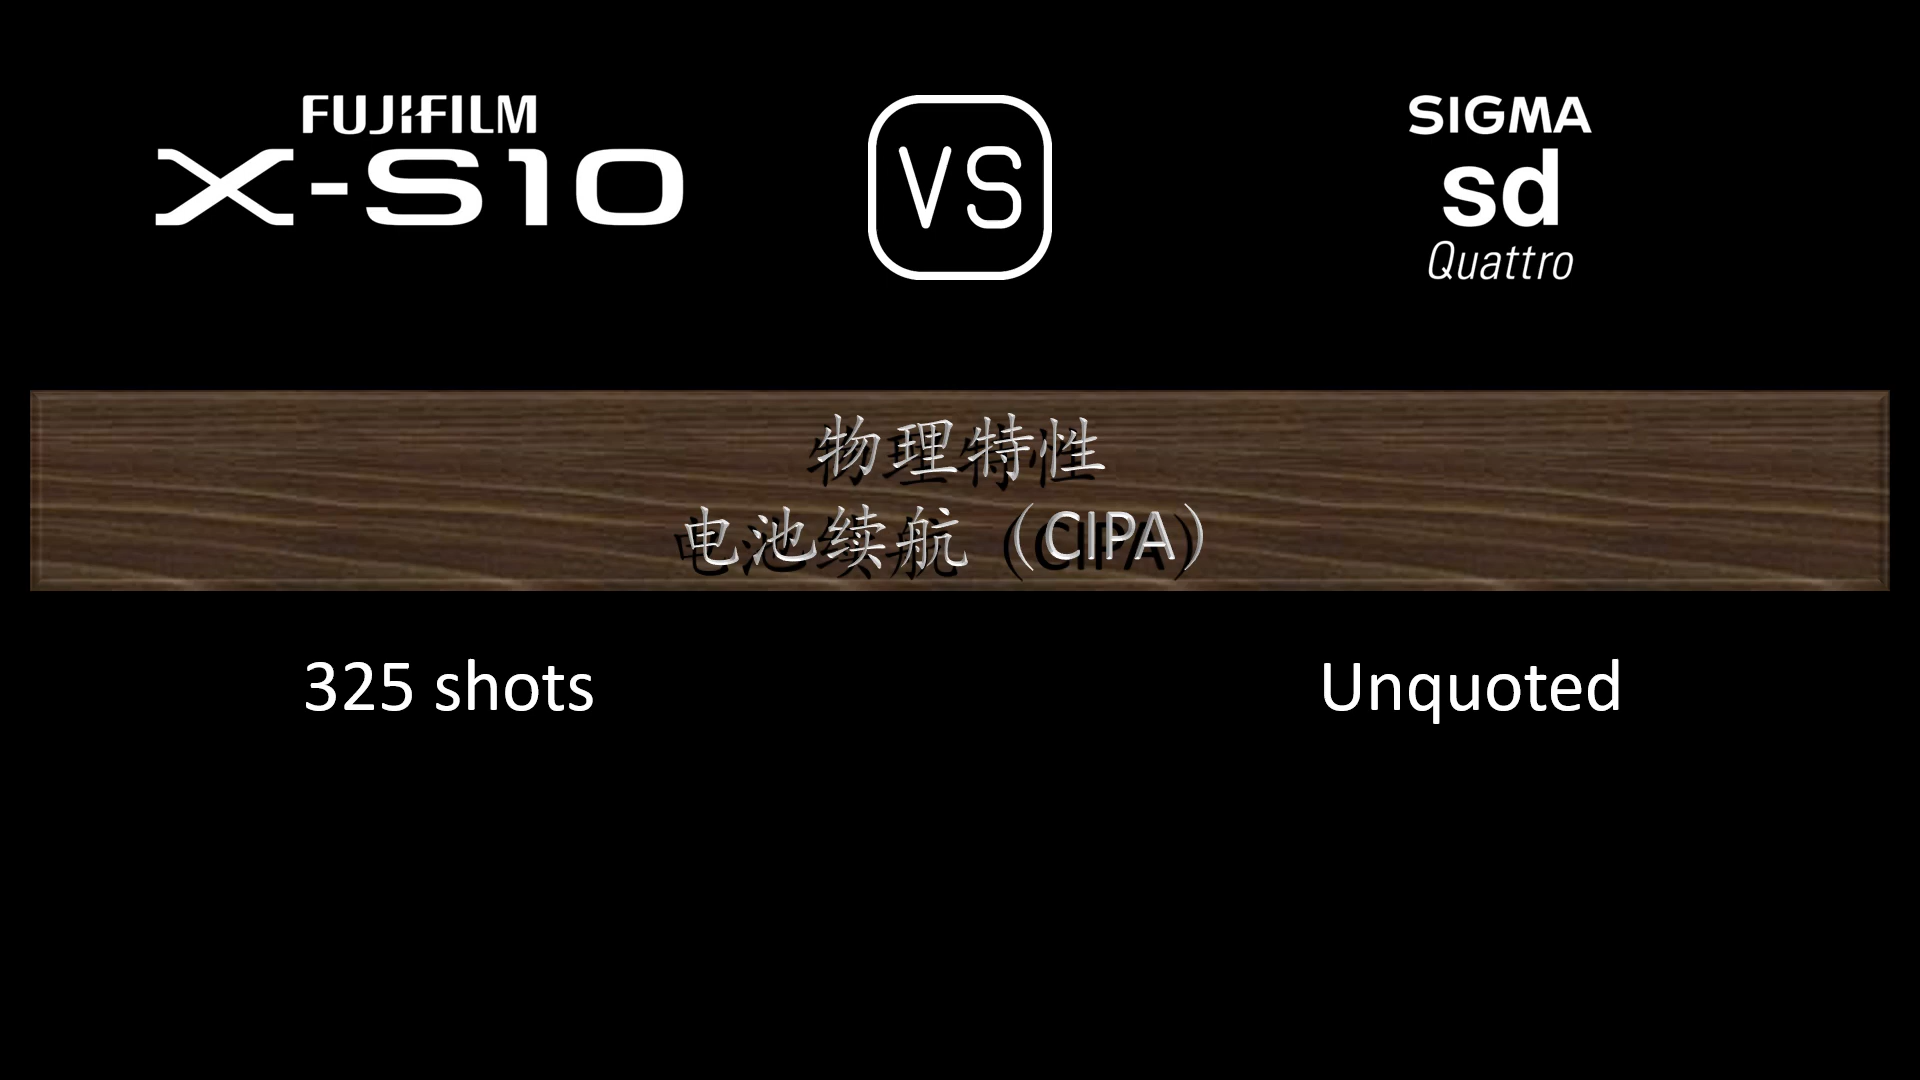 FUJIFILM
X-S10
VS
SIGMA
sd
Quattro
物理特性
电池续航（CIPA）
325 shots
Unquoted